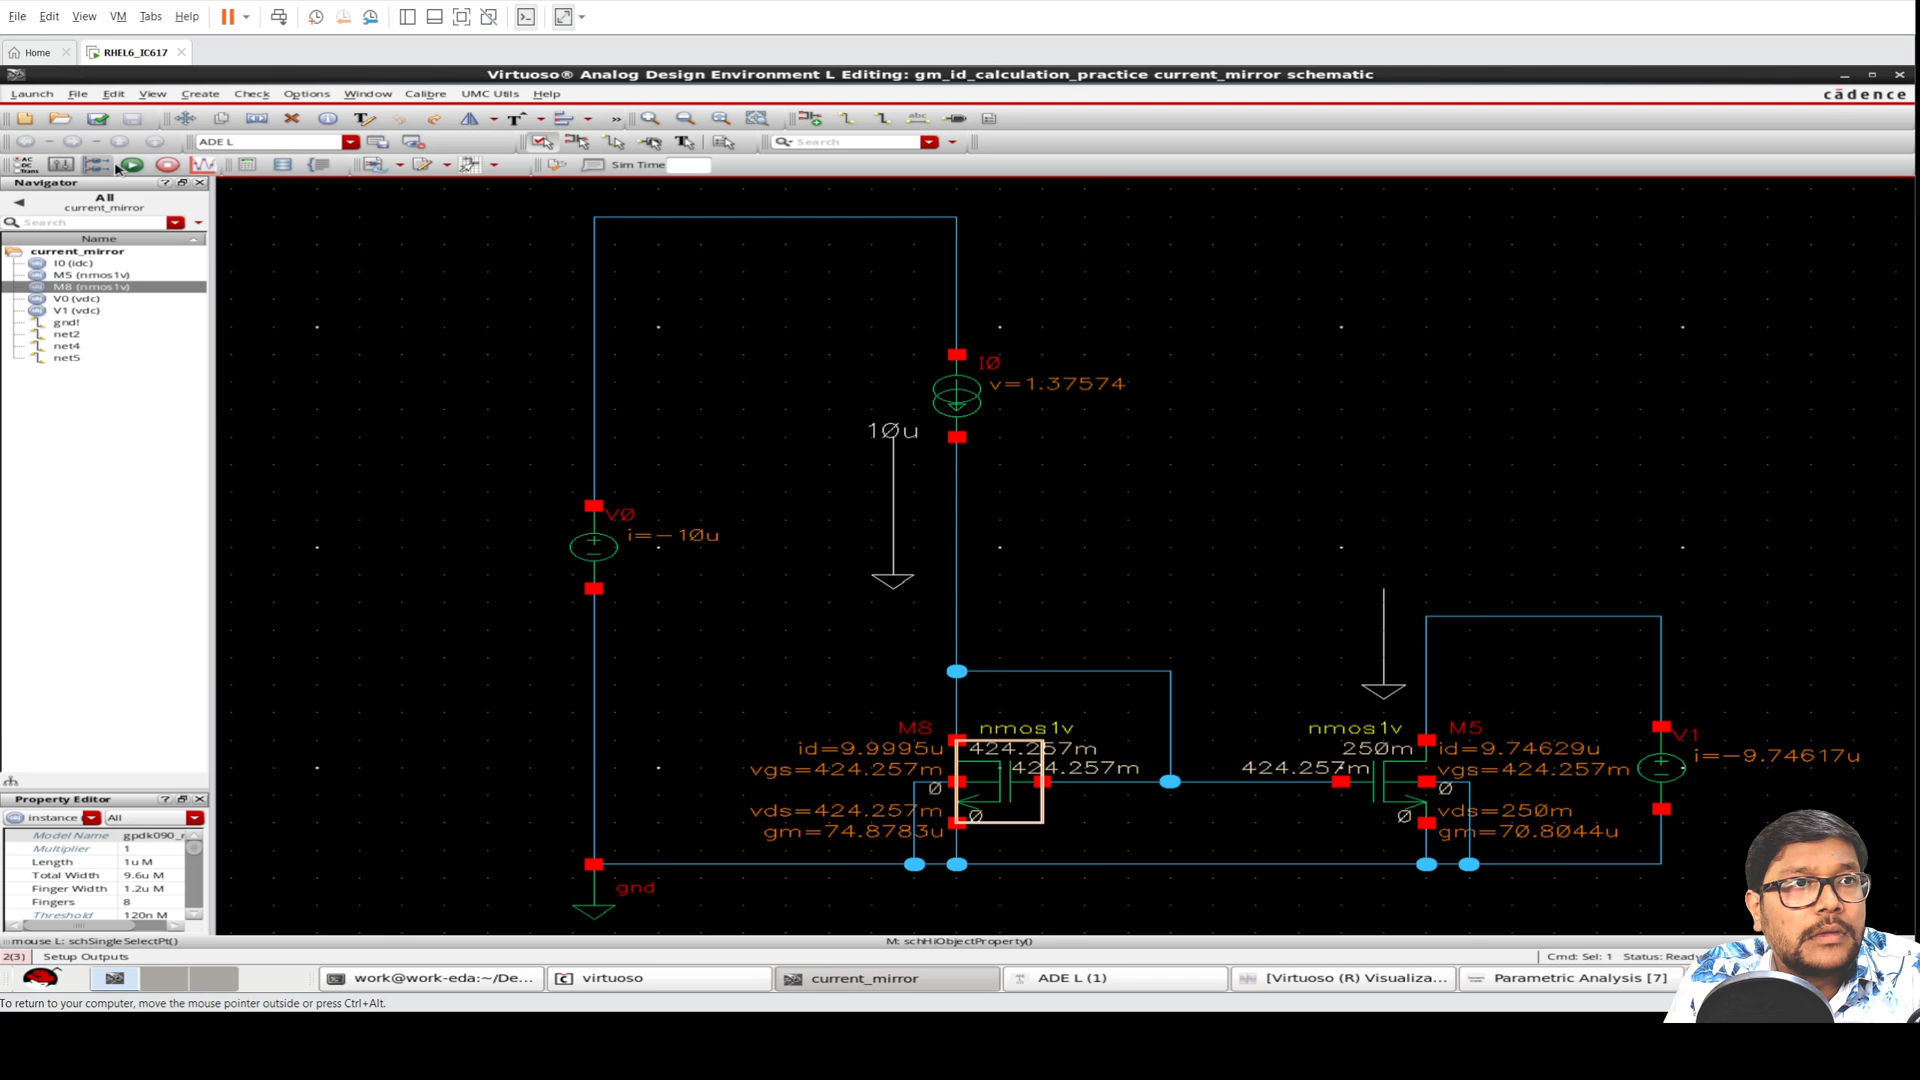 File Edit View VM Tabs Help
Home RHEL6_IC617
Virtuoso® Analog Design Environment L Editing: gm_id_calculation_practice current_mirror schematic
Launch File Edit View Create Check Options Window Calibre UMC Utils Help
cādence
ADE L
Search
Sim Time
Navigator
All
current_mirror
Search
Name
current_mirror
I0 (idc)
M5 (nmos1v)
M8 (nmos1v)
V0 (vdc)
V1 (vdc)
gnd!
net2
net4
net5
I0
v=1.37574
10u
V0
i=-10u
M8 nmos1v
id=9.9995u 424.257m
vgs=424.257m 424.257m
0
vds=424.257m 0
gm=74.8783u
nmos1v M5
250m id=9.74629u
424.257m vgs=424.257m
0
0 vds=250m
gm=70.8044u
V1
i=-9.74617u
gnd
Property Editor
instance All
Model Name gpdk090_
Multiplier 1
Length 1u M
Total Width 9.6u M
Finger Width 1.2u M
Fingers 8
Threshold 120n M
mouse L: schSingleSelectPt() M: schHiObjectProperty()
2(3) Setup Outputs Cmd: Sel: 1 Status: Ready
work@work-eda:~/De... virtuoso current_mirror ADE L (1) [Virtuoso (R) Visualiza... Parametric Analysis [7]
To return to your computer, move the mouse pointer outside or press Ctrl+Alt.